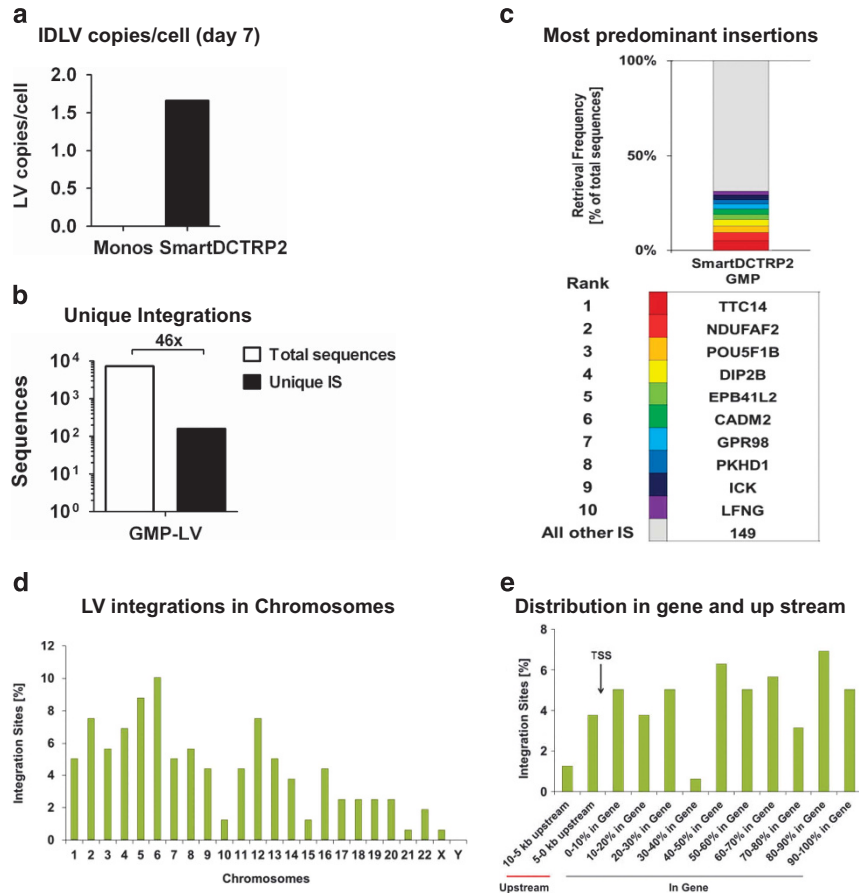 a
IDLV copies/cell (day 7)
LV copies/cell
2.0
1.5
1.0
0.5
0.0
Monos SmartDCTRP2
b
Unique Integrations
46x
Total sequences
Unique IS
Sequences
10^4
10^3
10^2
10^1
10^0
GMP-LV
c
Most predominant insertions
Retrieval Frequency
[% of total sequences]
100%
50%
0%
SmartDCTRP2
GMP
Rank
1 TTC14
2 NDUFAF2
3 POU5F1B
4 DIP2B
5 EPB41L2
6 CADM2
7 GPR98
8 PKHD1
9 ICK
10 LFNG
All other IS 149
d
LV integrations in Chromosomes
Integration Sites [%]
12
10
8
6
4
2
0
1 2 3 4 5 6 7 8 9 10 11 12 13 14 15 16 17 18 19 20 21 22 X Y
Chromosomes
e
Distribution in gene and up stream
Integration Sites [%]
8
6
4
2
0
TSS
10-5 kb upstream
5-0 kb upstream
0-10% in Gene
10-20% in Gene
20-30% in Gene
30-40% in Gene
40-50% in Gene
50-60% in Gene
60-70% in Gene
70-80% in Gene
80-90% in Gene
90-100% in Gene
Upstream
In Gene